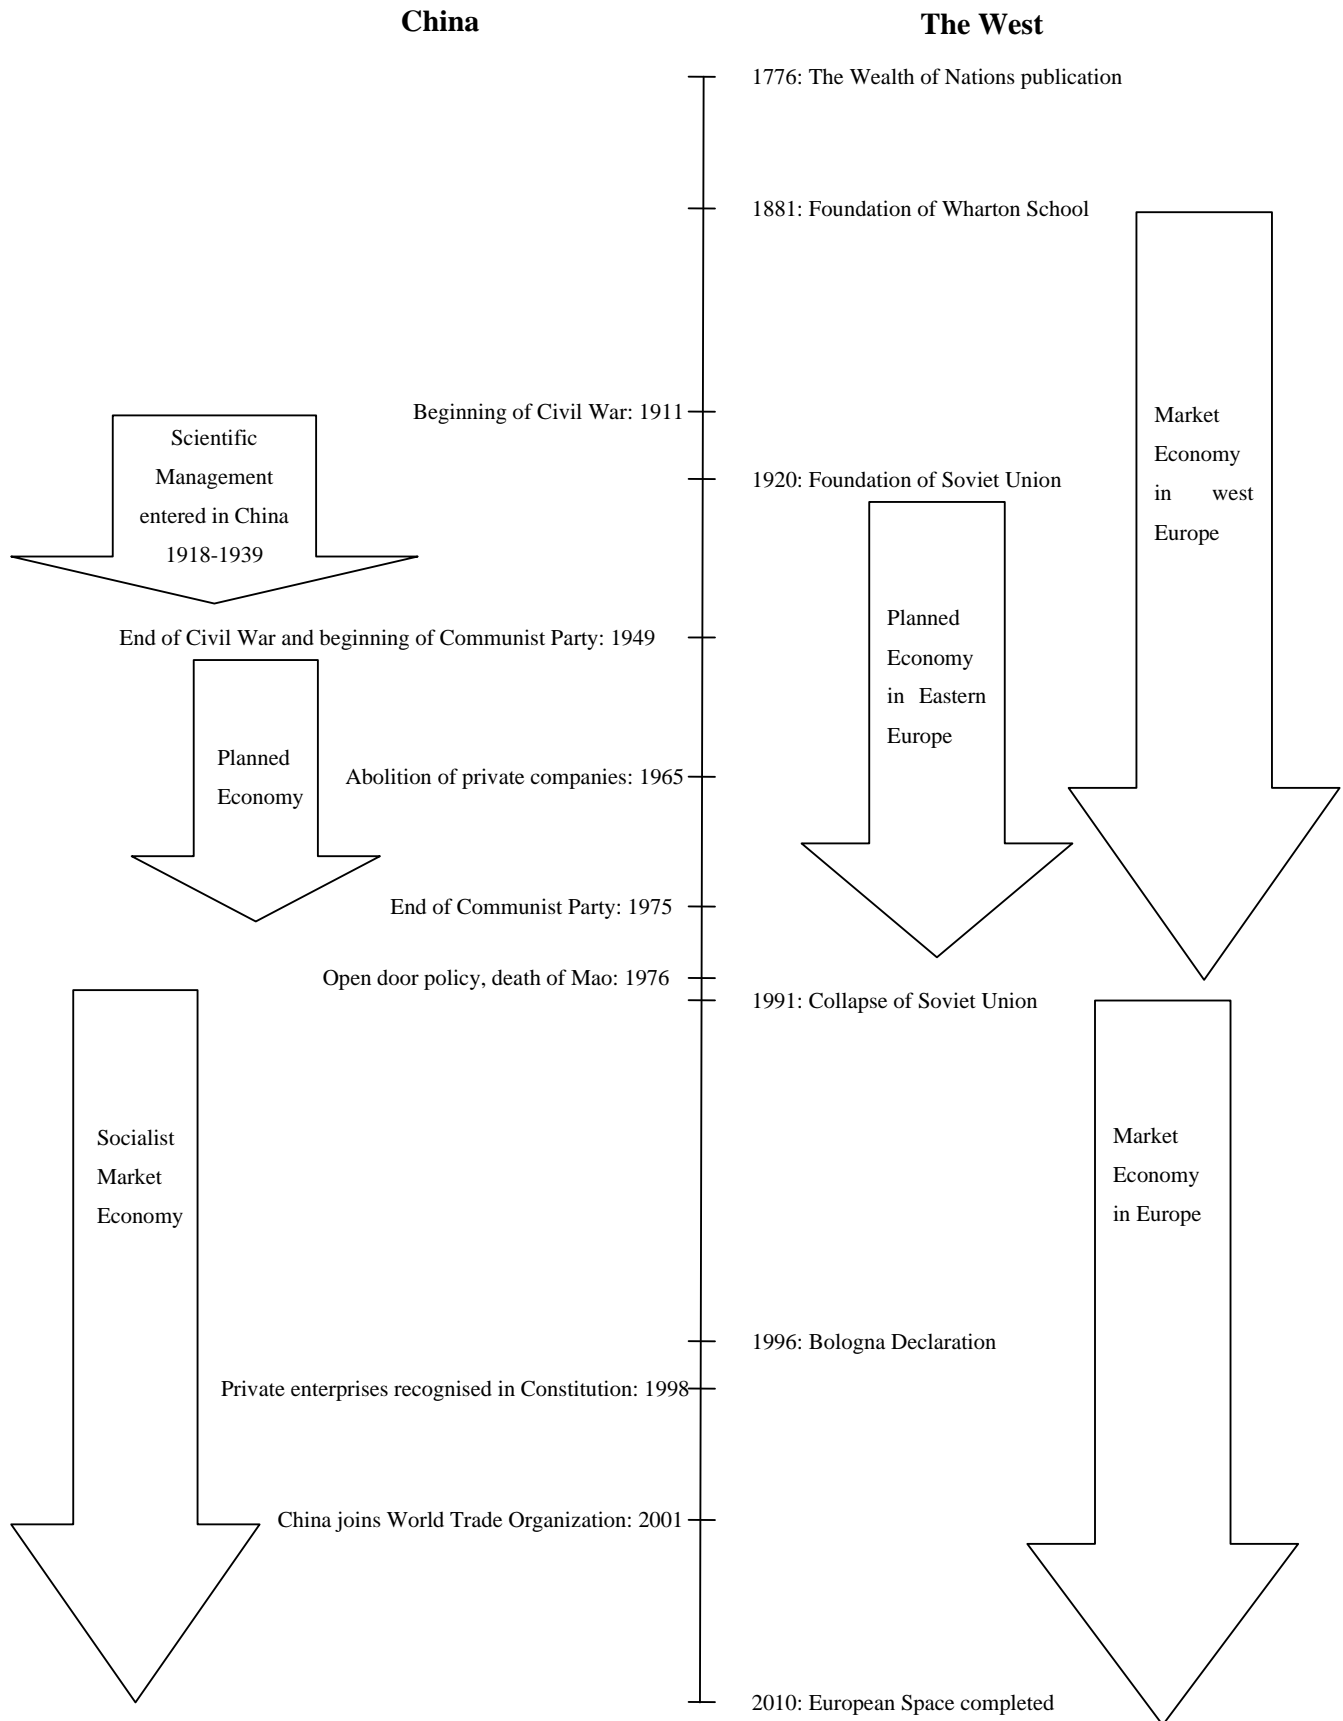 China
The West
1776: The Wealth of Nations publication
1881: Foundation of Wharton School
Beginning of Civil War: 1911
Market
Economy
in west
Europe
Scientific
Management
entered in China
1918-1939
1920: Foundation of Soviet Union
Planned
Economy
in Eastern
Europe
End of Civil War and beginning of Communist Party: 1949
Planned
Economy
Abolition of private companies: 1965
End of Communist Party: 1975
Open door policy, death of Mao: 1976
1991: Collapse of Soviet Union
Socialist
Market
Economy
Market
Economy
in Europe
1996: Bologna Declaration
Private enterprises recognised in Constitution: 1998
China joins World Trade Organization: 2001
2010: European Space completed